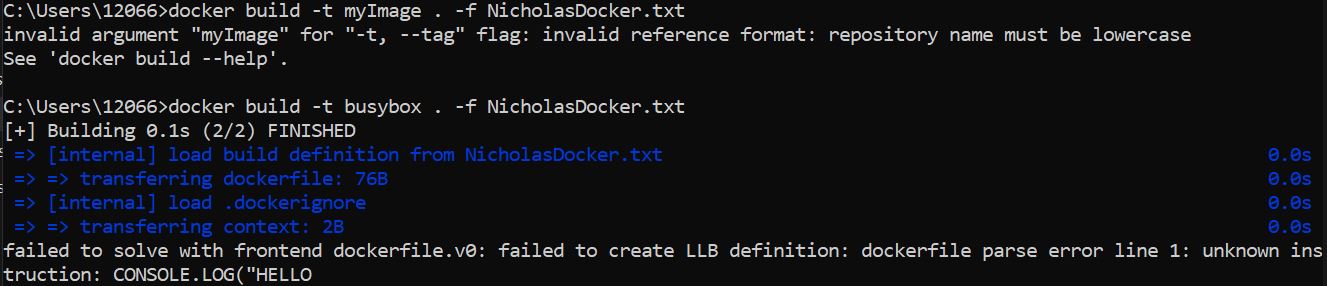 C:\Users\12066>docker build -t myImage . -f NicholasDocker.txt
invalid argument "myImage" for "-t, --tag" flag: invalid reference format: repository name must be lowercase
See 'docker build --help'.
C:\Users\12066>docker build -t busybox . -f NicholasDocker.txt
[+] Building 0.1s (2/2) FINISHED
=> [internal] load build definition from NicholasDocker.txt 0.0s
=> => transferring dockerfile: 76B 0.0s
=> [internal] load .dockerignore 0.0s
=> => transferring context: 2B 0.0s
failed to solve with frontend dockerfile.v0: failed to create LLB definition: dockerfile parse error line 1: unknown ins
truction: CONSOLE.LOG("HELLO